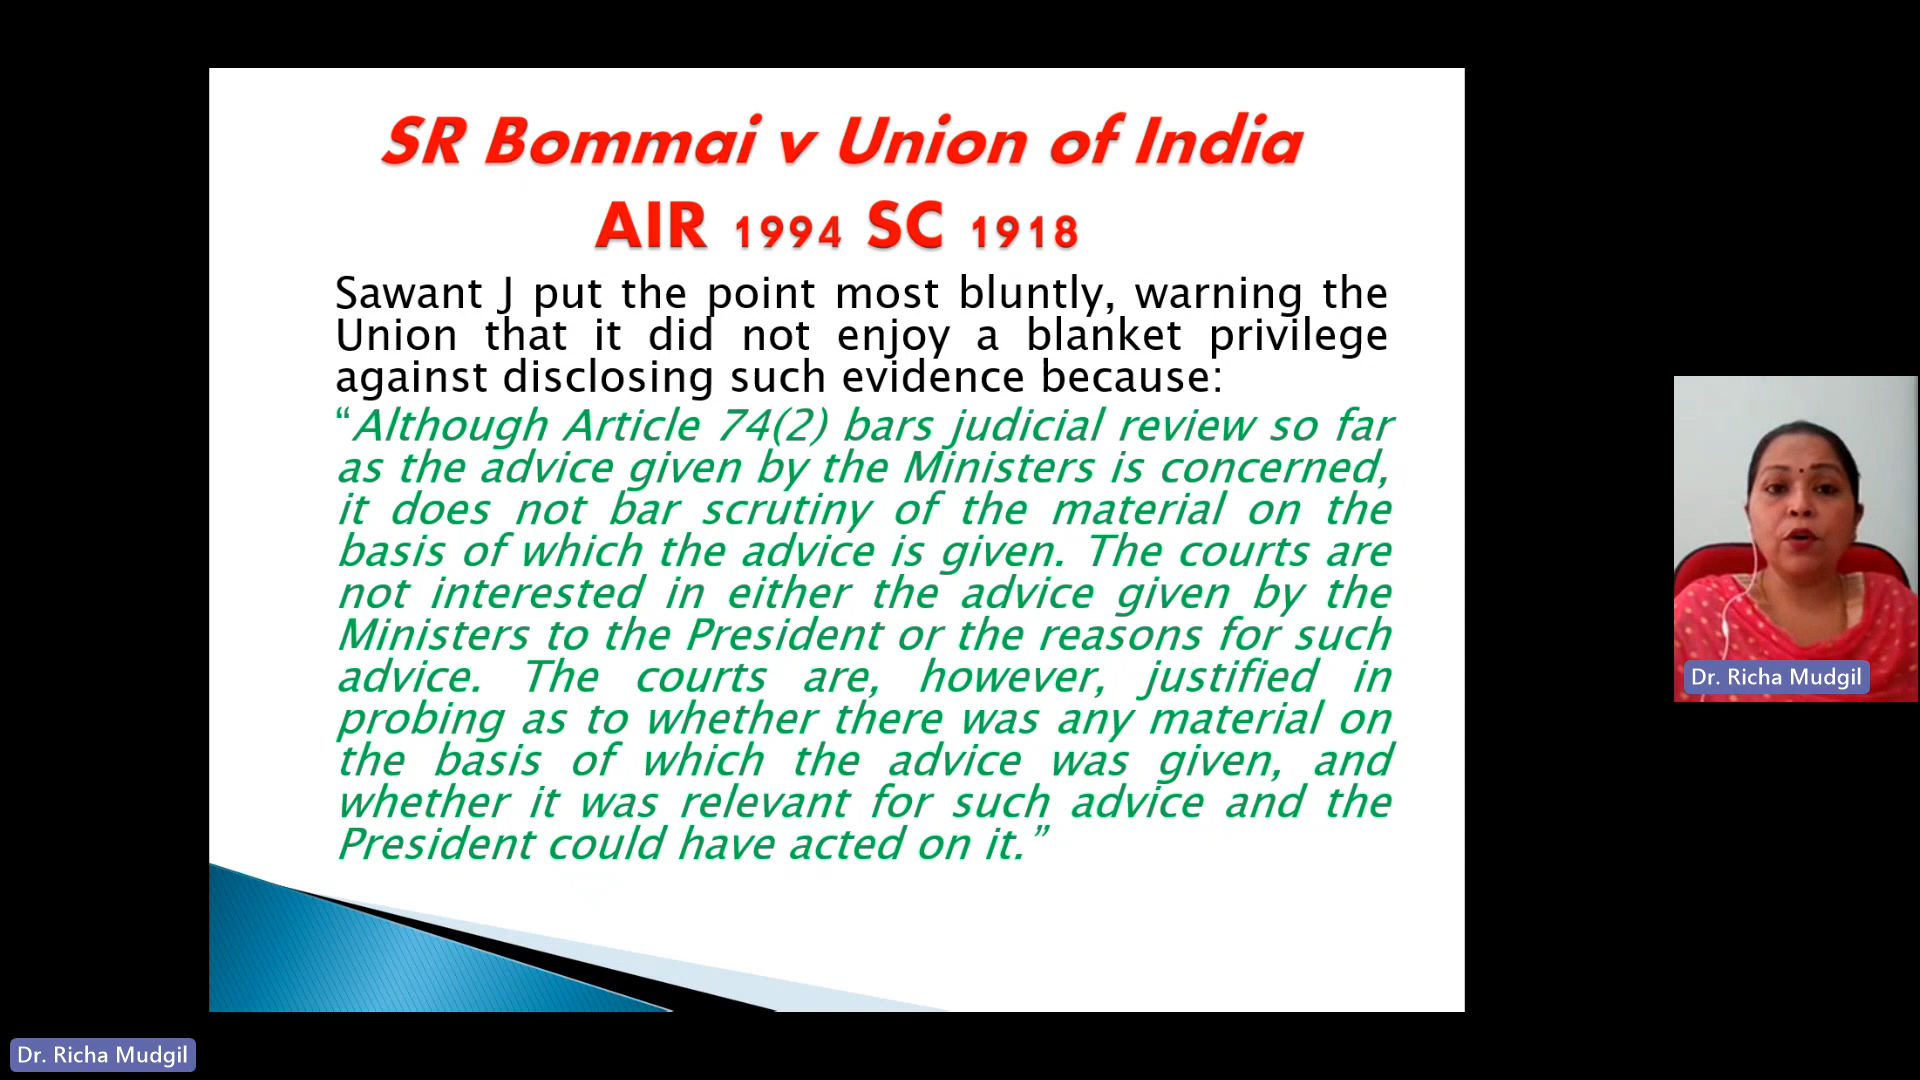 SR Bommai v Union of India
AIR 1994 SC 1918
Sawant J put the point most bluntly, warning the
Union that it did not enjoy a blanket privilege
against disclosing such evidence because:
“Although Article 74(2) bars judicial review so far
as the advice given by the Ministers is concerned,
it does not bar scrutiny of the material on the
basis of which the advice is given. The courts are
not interested in either the advice given by the
Ministers to the President or the reasons for such
advice. The courts are, however, justified in
probing as to whether there was any material on
the basis of which the advice was given, and
whether it was relevant for such advice and the
President could have acted on it.”
Dr. Richa Mudgil
Dr. Richa Mudgil